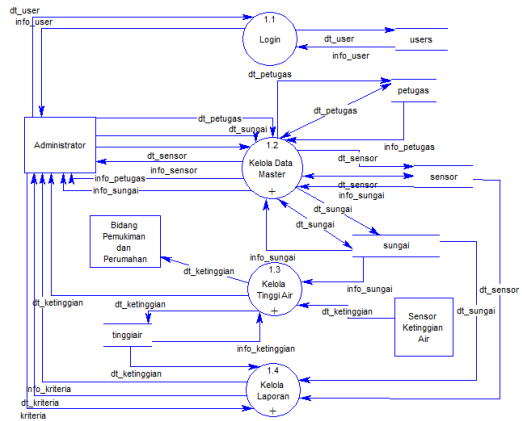 dt_user
info_user
1.1
Login
dt_user
users
info_user
dt_petugas
petugas
dt_petugas
dt_petugas
dt_sungai
info_petugas
Administrator
1.2
Kelola Data
Master
+
dt_sensor
dt_sensor
info_sensor
sensor
info_petugas
dt_sensor
info_sungai
info_sungai
dt_sungai
dt_sungai
Bidang
Pemukiman
dan
Perumahan
sungai
info_sungai
1.3
Kelola
Tinggi Air
+
dt_ketinggian
info_sungai
dt_sensor
dt_ketinggian
dt_ketinggian
dt_ketinggian
dt_sungai
Sensor
Ketinggian
Air
tinggiair
info_ketinggian
1.4
Kelola
Laporan
+
dt_ketinggian
info_kriteria
dt_kriteria
kriteria